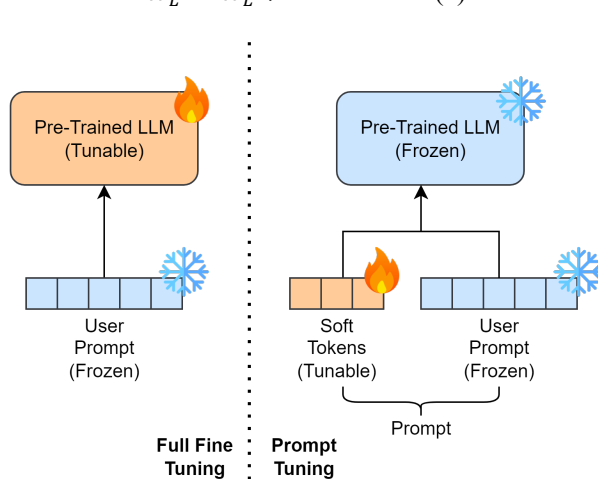 Pre-Trained LLM
(Tunable)
User
Prompt
(Frozen)
Full Fine
Tuning
Pre-Trained LLM
(Frozen)
Soft
Tokens
(Tunable)
User
Prompt
(Frozen)
Prompt
Prompt
Tuning